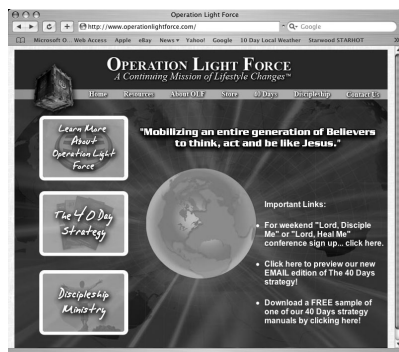 Operation Light Force
http://www.operationlightforce.com/
Google
Microsoft O... Web Access Apple eBay News Yahoo! Google 10 Day Local Weather Starwood STARHOT
OPERATION LIGHT FORCE
A Continuing Mission of Lifestyle Changes™
Home Resources About OLF Store 40 Days Discipleship Contact Us
Learn More
About
Operation Light
Force
"Mobilizing an entire generation of Believers
to think, act and be like Jesus."
The 40 Day
Strategy
Discipleship
Ministry
Important Links:
• For weekend "Lord, Disciple
Me" or "Lord, Heal Me"
conference sign up... click here.
• Click here to preview our new
EMAIL edition of The 40 Days
strategy!
• Download a FREE sample of
one of our 40 Days strategy
manuals by clicking here!